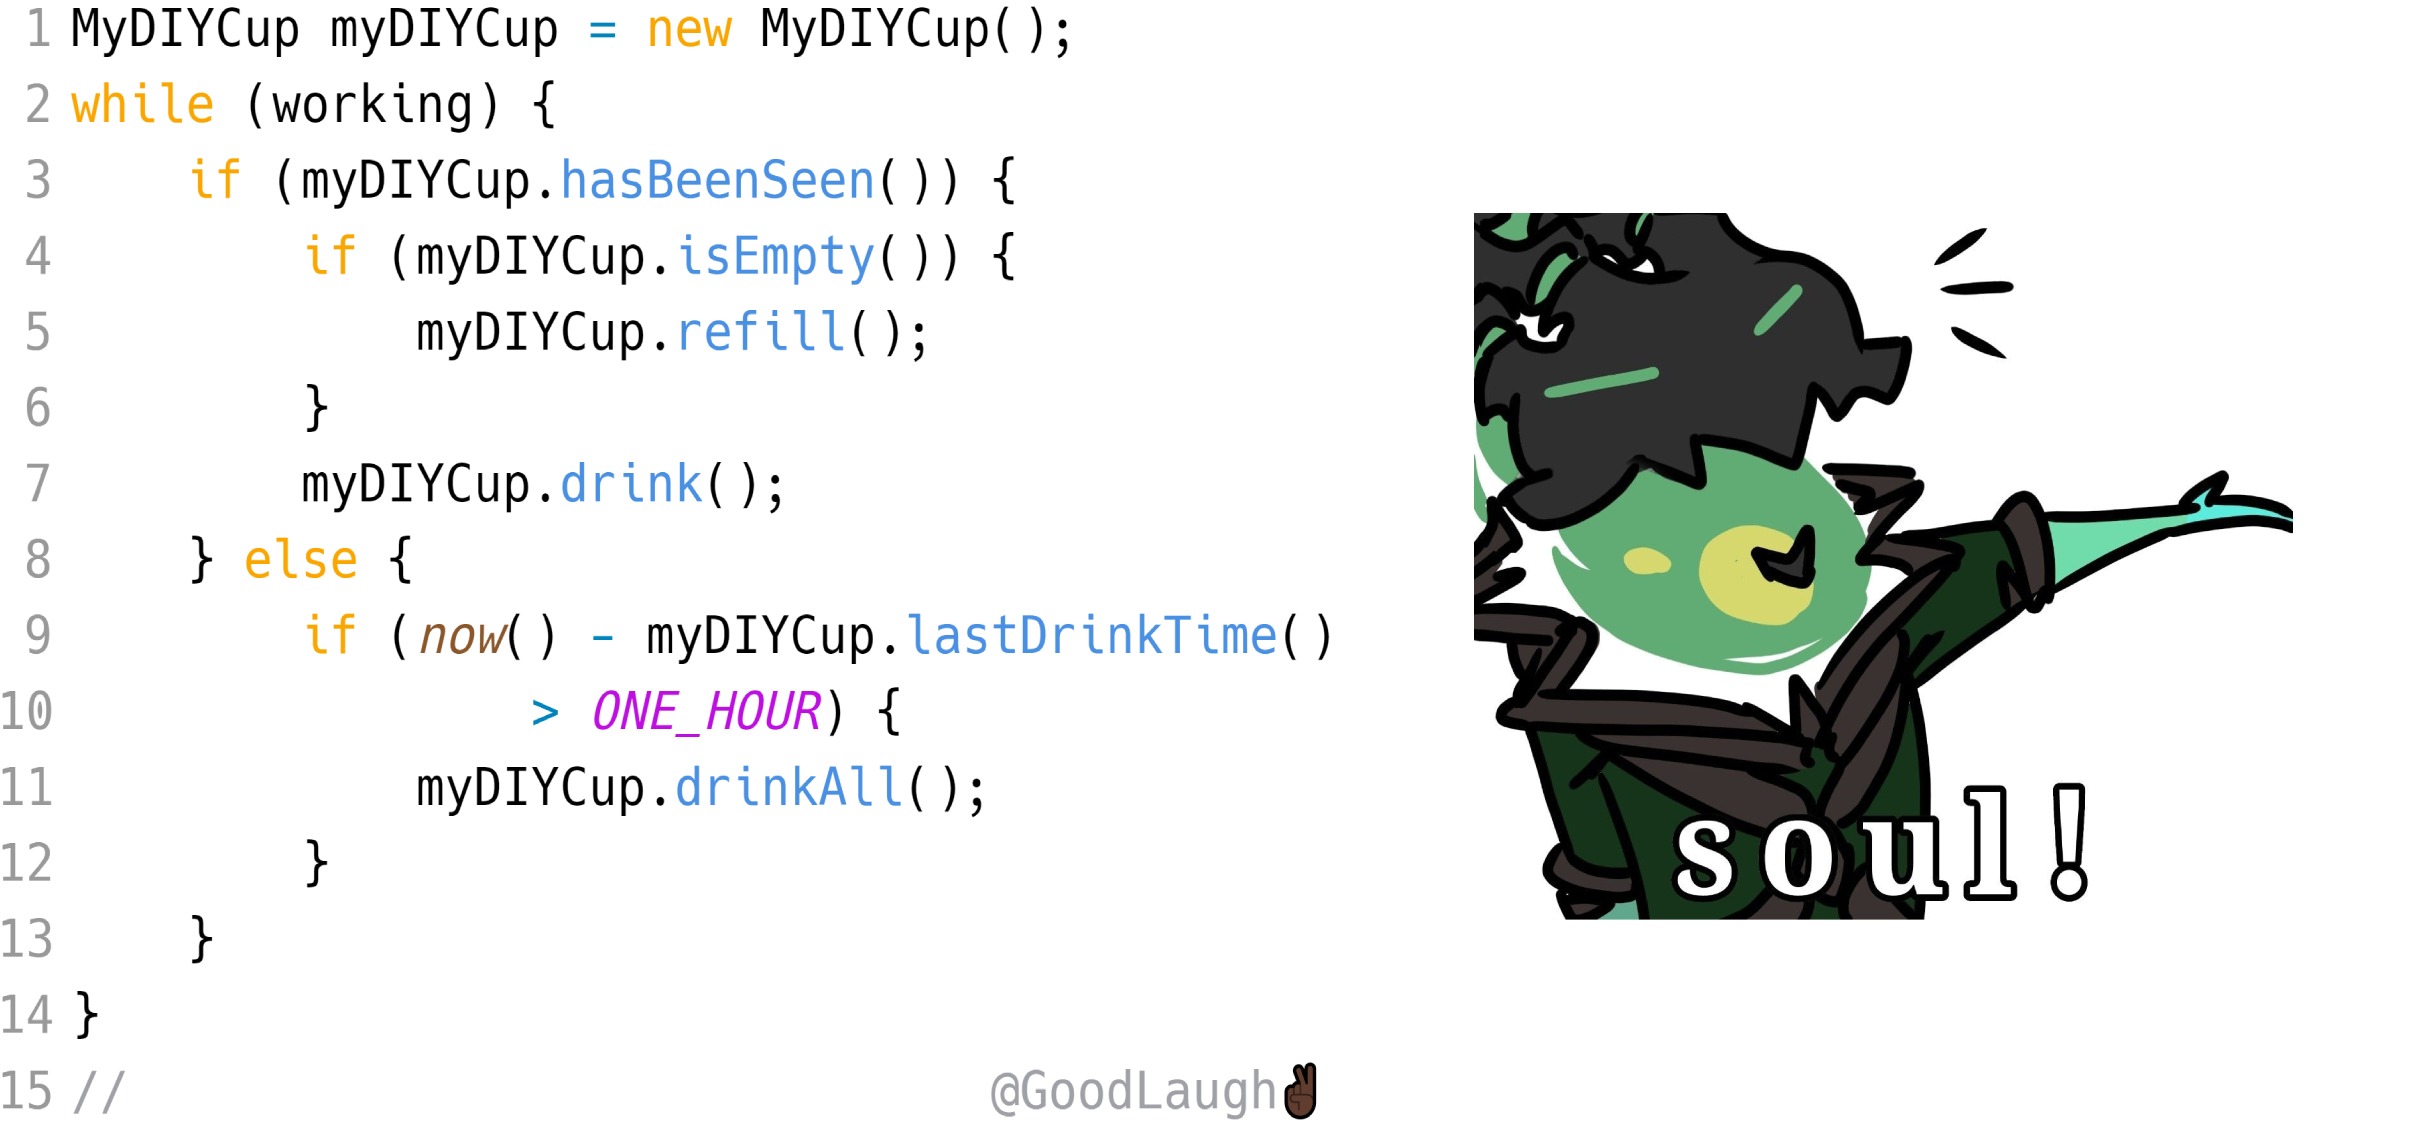 1 MyDIYCup myDIYCup = new MyDIYCup();
2 while (working) {
3     if (myDIYCup.hasBeenSeen()) {
4         if (myDIYCup.isEmpty()) {
5             myDIYCup.refill();
6         }
7         myDIYCup.drink();
8     } else {
9         if (now() - myDIYCup.lastDrinkTime()
10                 > ONE_HOUR) {
11             myDIYCup.drinkAll();
12         }
13     }
14 }
15 // @GoodLaugh✌🏿
soul!